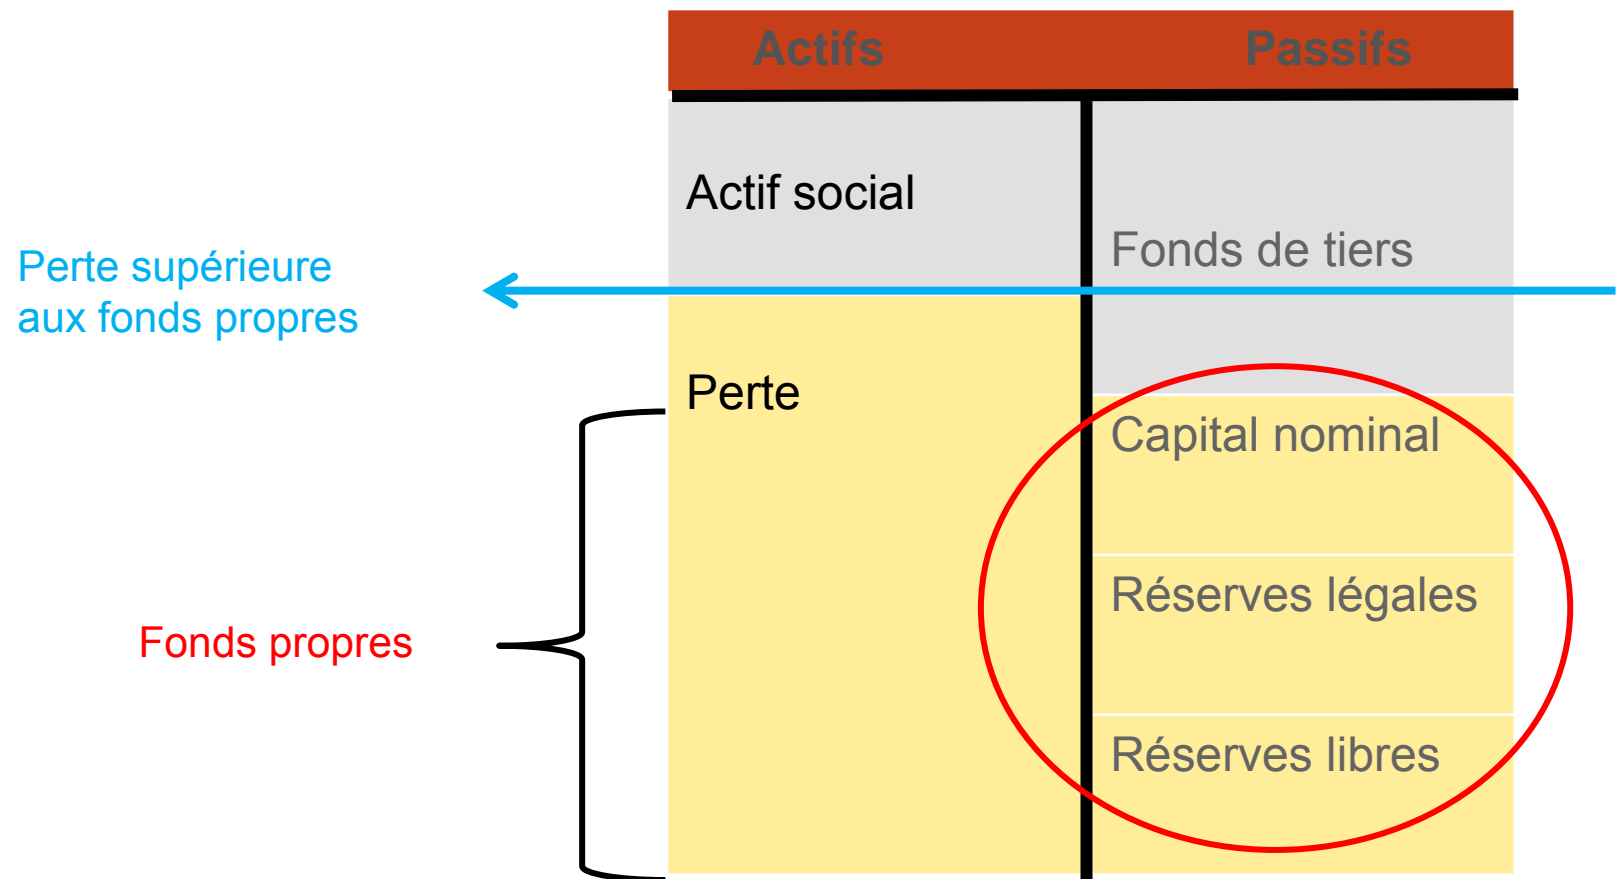 Actifs
Passifs
Actif social
Fonds de tiers
Perte supérieure
aux fonds propres
Perte
Capital nominal
Réserves légales
Fonds propres
Réserves libres